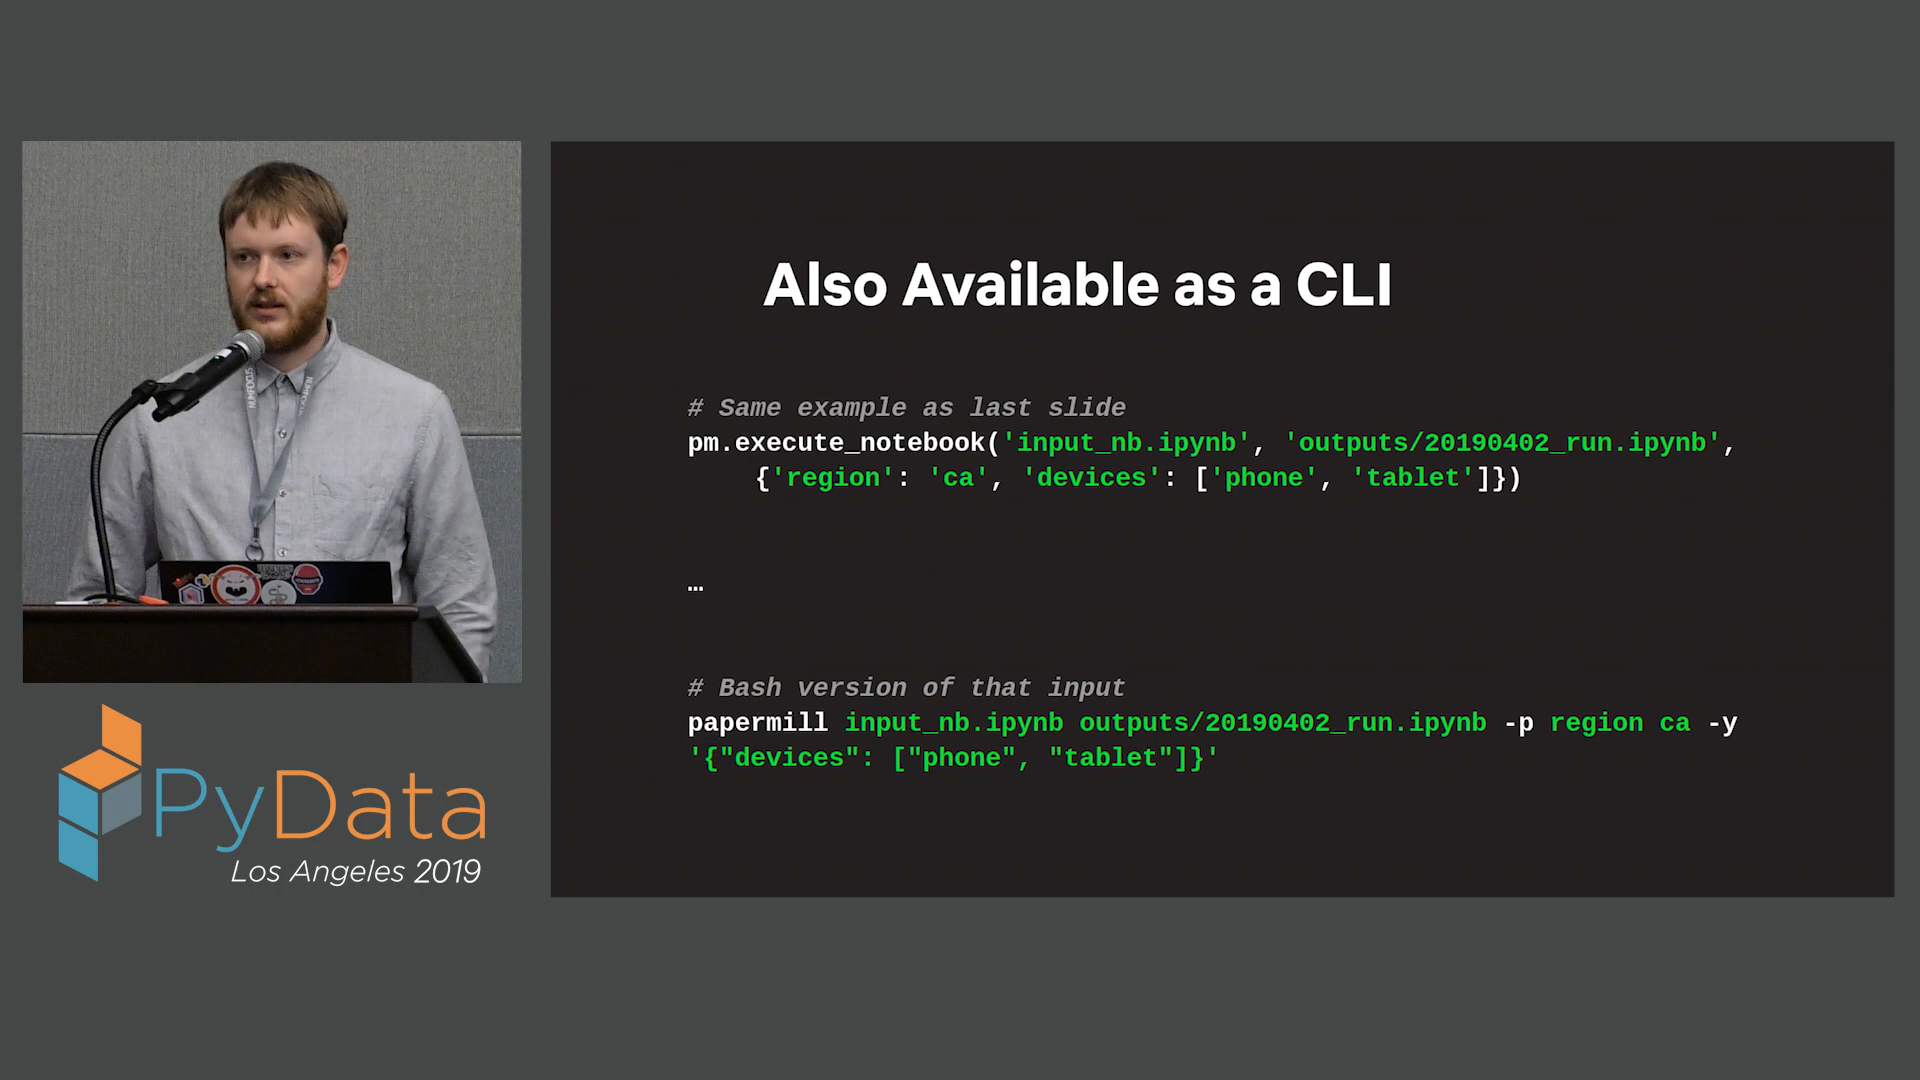 Also Available as a CLI
# Same example as last slide
pm.execute_notebook('input_nb.ipynb', 'outputs/20190402_run.ipynb',
{'region': 'ca', 'devices': ['phone', 'tablet']})
…
# Bash version of that input
papermill input_nb.ipynb outputs/20190402_run.ipynb -p region ca -y
'{"devices": ["phone", "tablet"]}'
NUMFOCUS
PyData
Los Angeles 2019